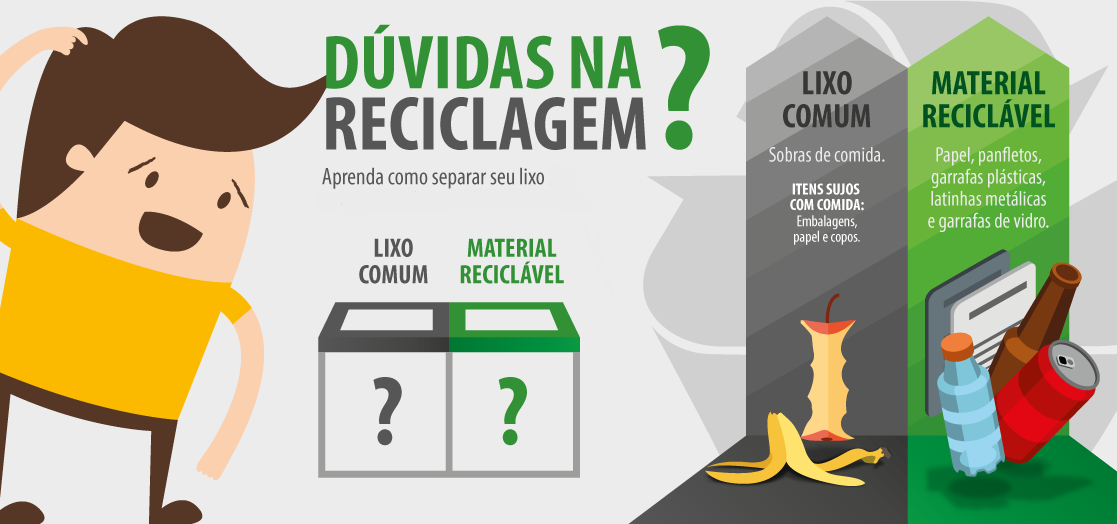 DÚVIDAS NA
RECICLAGEM
?
Aprenda como separar seu lixo
LIXO
COMUM
MATERIAL
RECICLÁVEL
?
?
LIXO
COMUM
Sobras de comida.
ITENS SUJOS
COM COMIDA:
Embalagens,
papel e copos.
MATERIAL
RECICLÁVEL
Papel, panfletos,
garrafas plásticas,
latinhas metálicas
e garrafas de vidro.